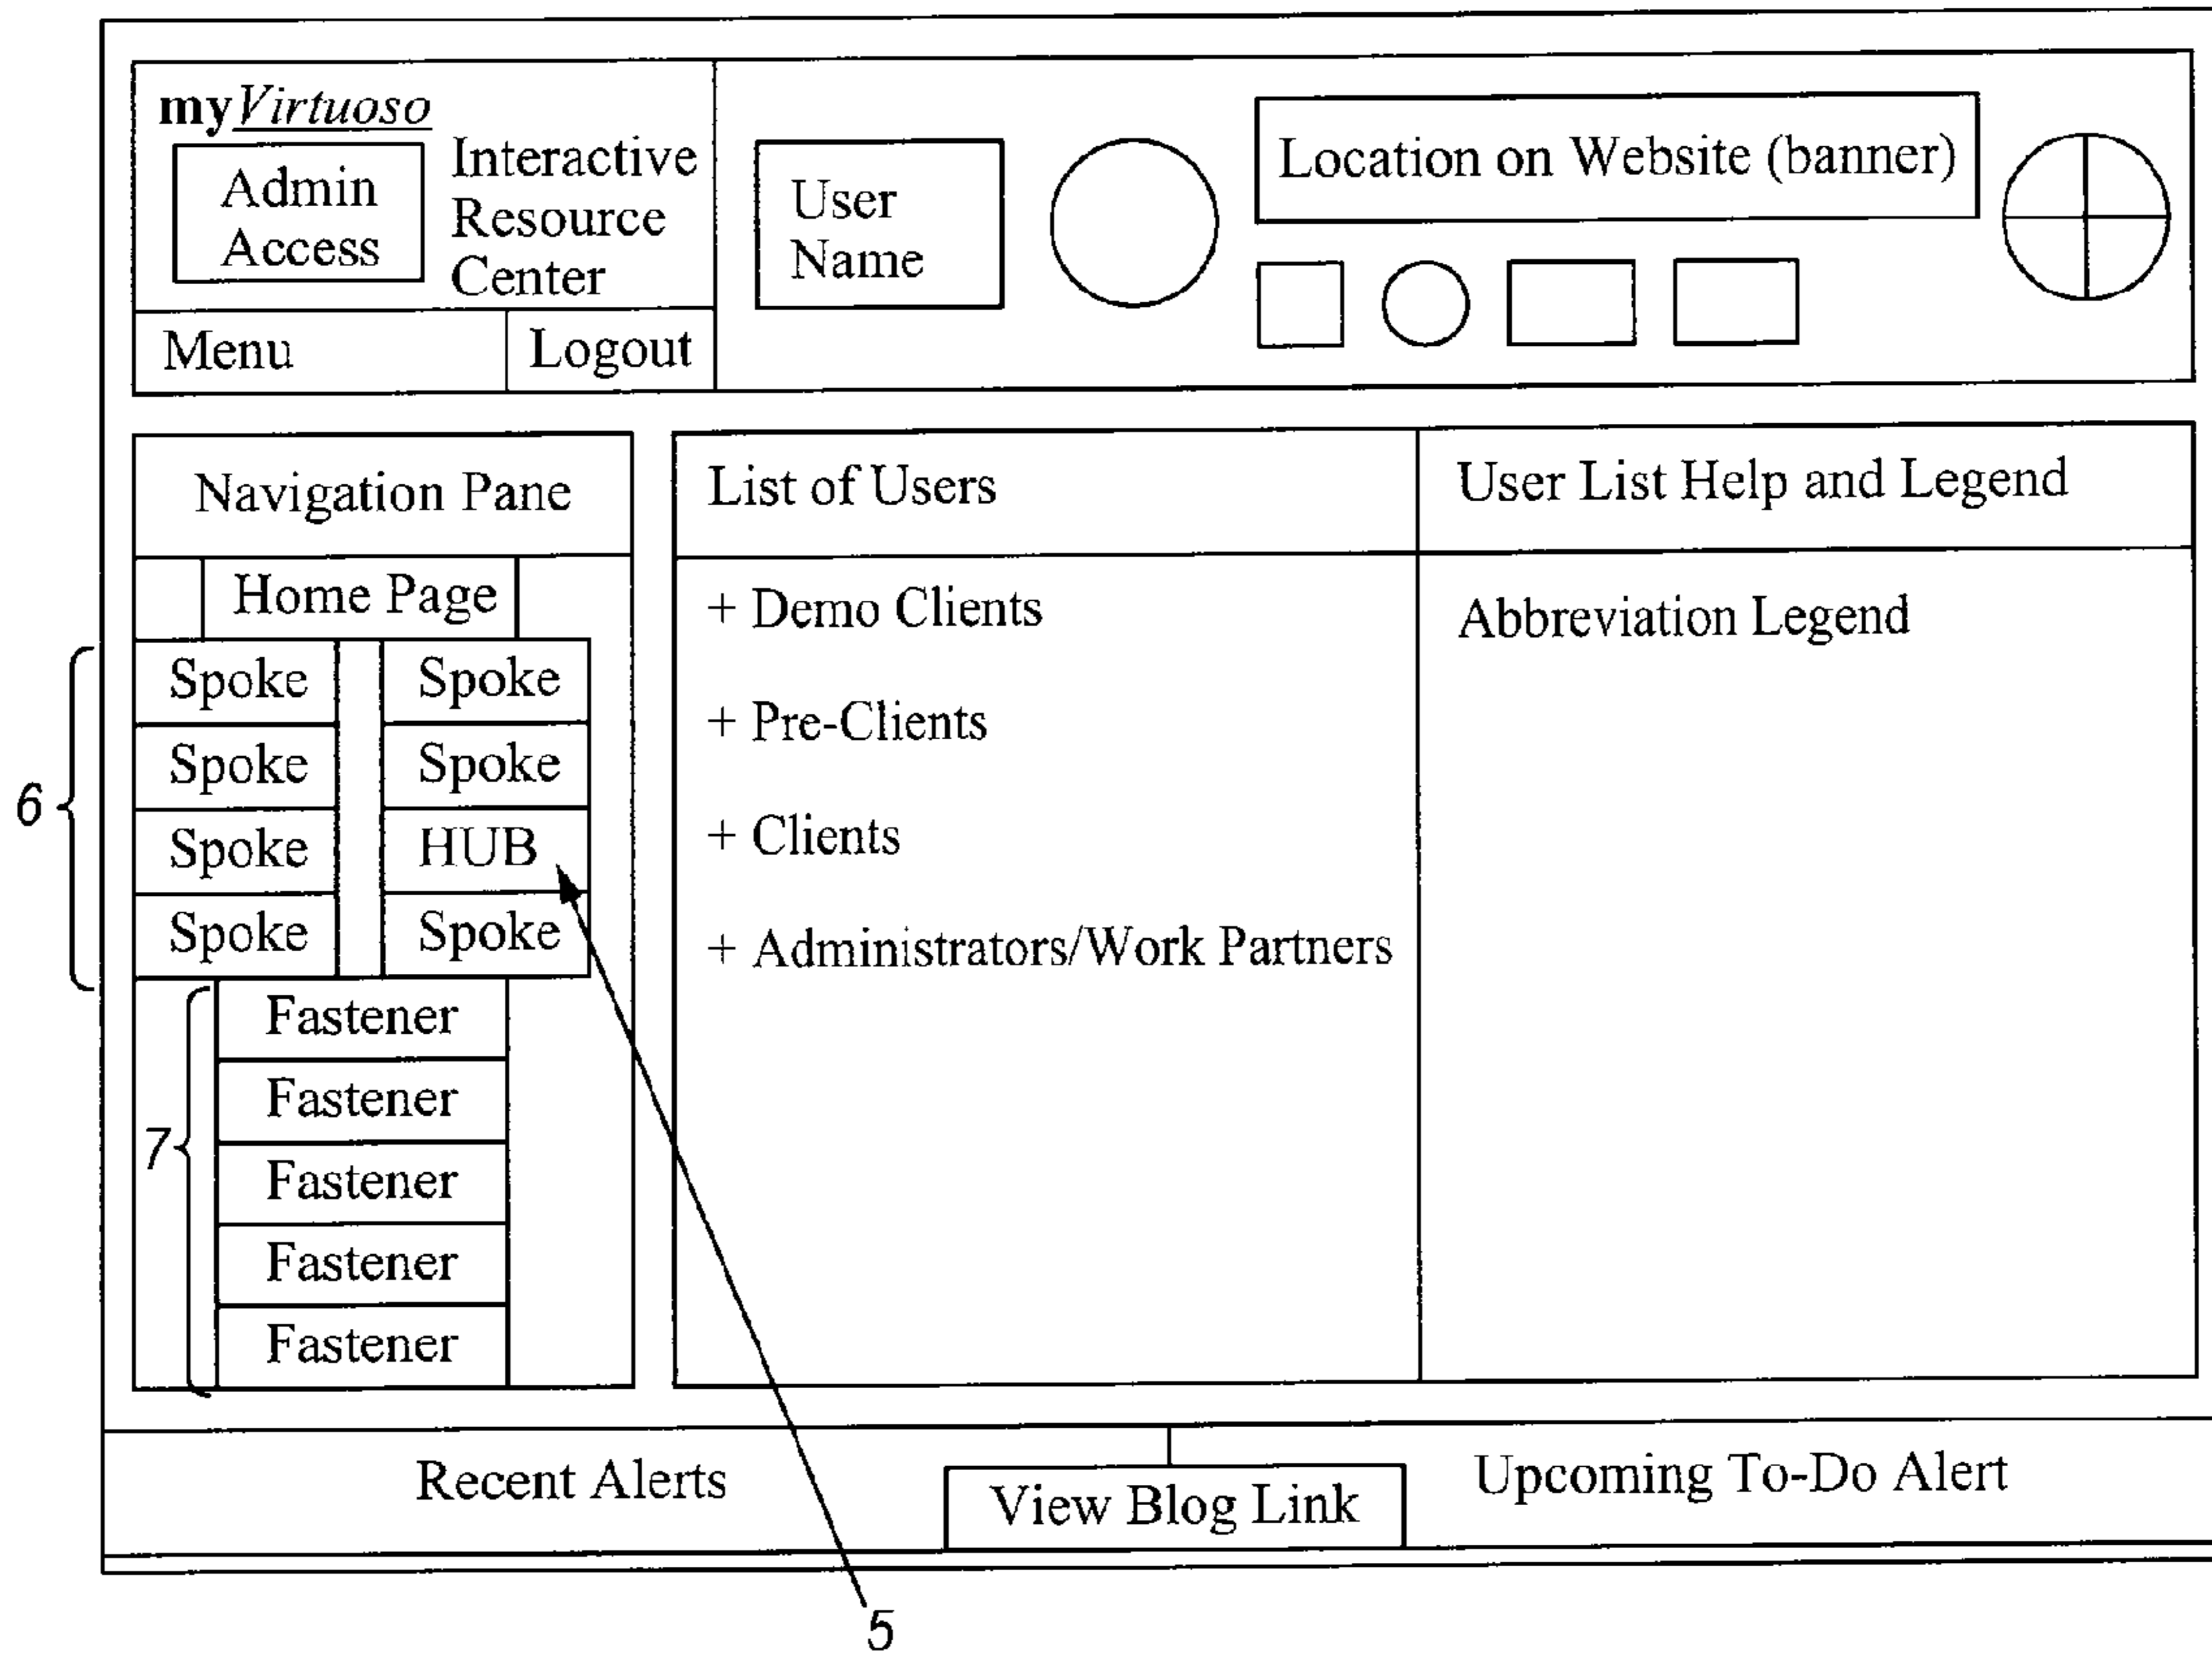 myVirtuoso
Admin
Access
Interactive
Resource
Center
Menu
Logout
User
Name
Location on Website (banner)
Navigation Pane
Home Page
Spoke Spoke
Spoke Spoke
Spoke HUB
Spoke Spoke
6
Fastener
Fastener
Fastener
Fastener
Fastener
7
List of Users
+ Demo Clients
+ Pre-Clients
+ Clients
+ Administrators/Work Partners
User List Help and Legend
Abbreviation Legend
Recent Alerts
View Blog Link
Upcoming To-Do Alert
5